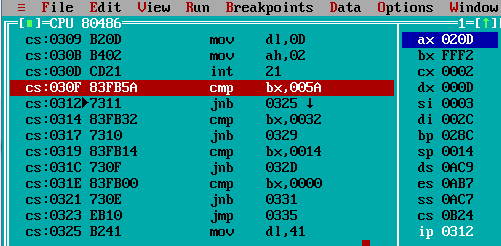 ≡ File Edit View Run Breakpoints Data Options Window
[■]=CPU 80486 1=[↑]
cs:0309 B20D mov dl,0D ax 020D
cs:030B B402 mov ah,02 bx FFF2
cs:030D CD21 int 21 cx 0002
cs:030F 83FB5A cmp bx,005A dx 000D
cs:0312►7311 jnb 0325 ↓ si 0003
cs:0314 83FB32 cmp bx,0032 di 002C
cs:0317 7310 jnb 0329 bp 028C
cs:0319 83FB14 cmp bx,0014 sp 0014
cs:031C 730F jnb 032D ds 0AC9
cs:031E 83FB00 cmp bx,0000 es 0AB7
cs:0321 730E jnb 0331 ss 0AC7
cs:0323 EB10 jmp 0335 cs 0B24
cs:0325 B241 mov dl,41 ip 0312